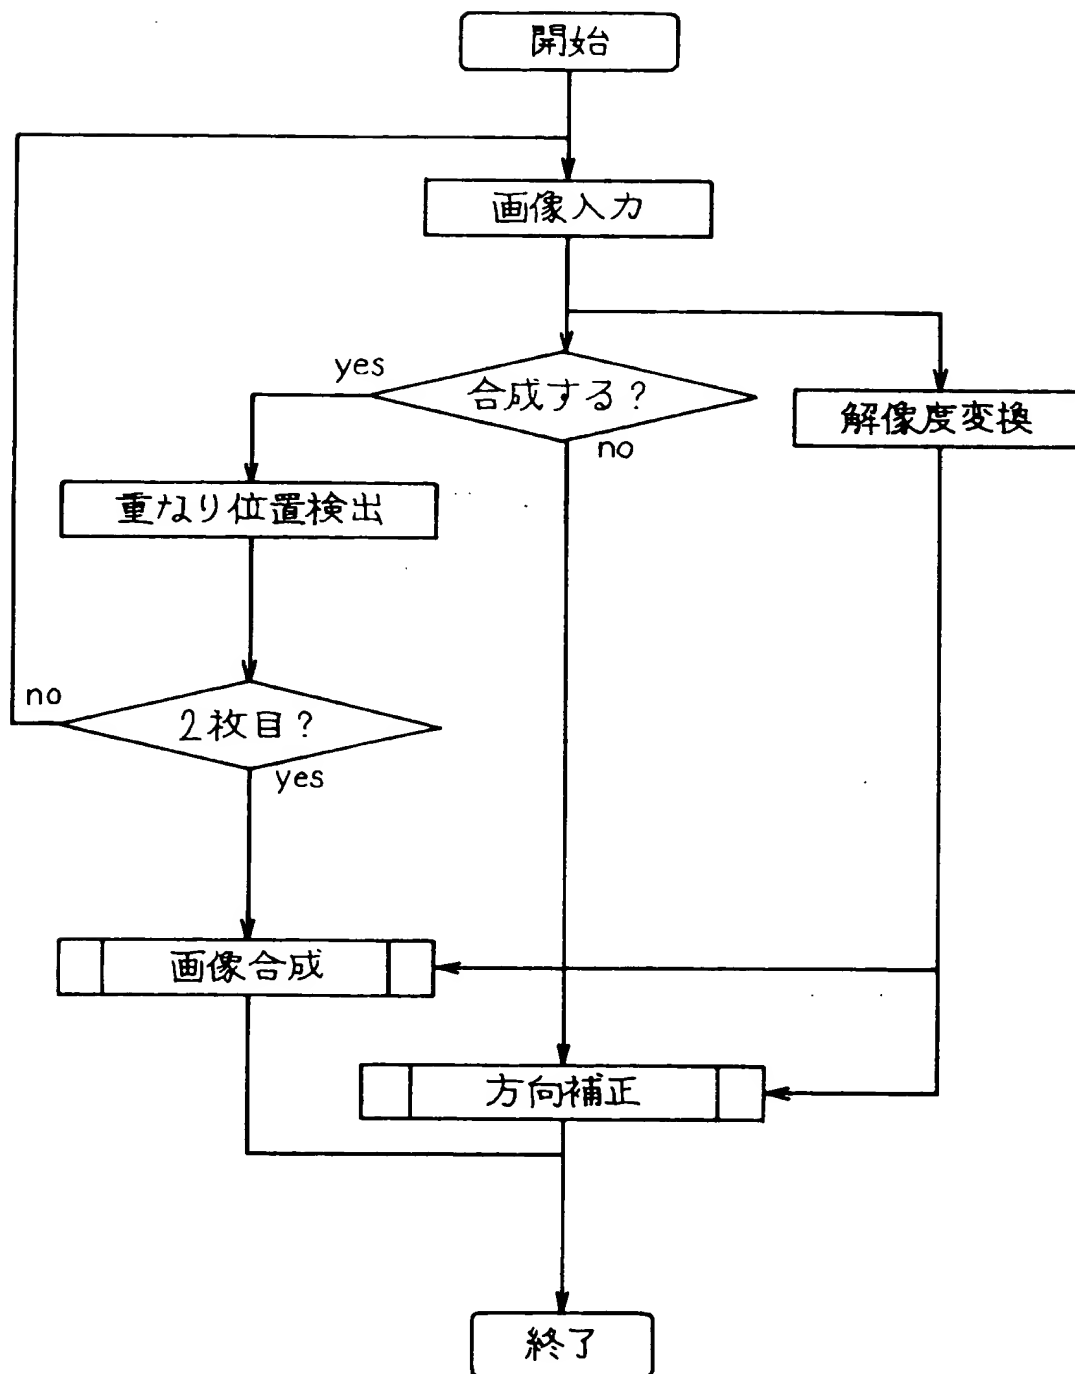 開始
画像入力
yes
合成する?
no
解像度変換
重なり位置検出
no
2枚目?
yes
画像合成
方向補正
終了